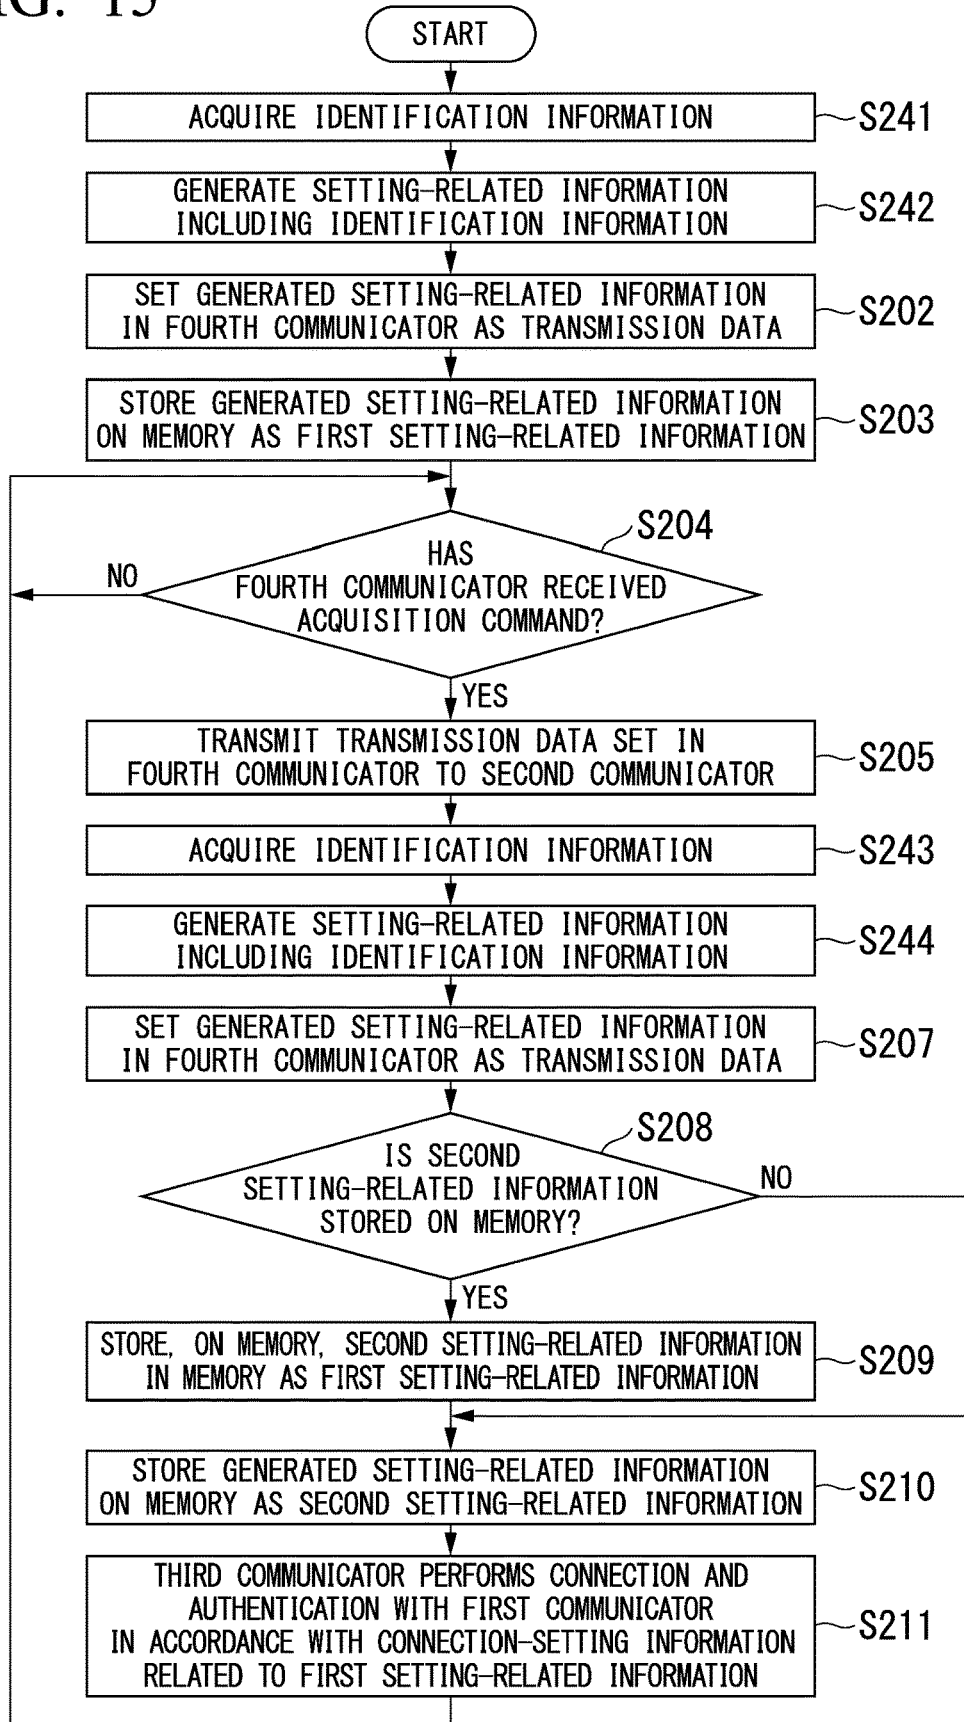 FIG. 15
START
ACQUIRE IDENTIFICATION INFORMATION
S241
GENERATE SETTING-RELATED INFORMATION
INCLUDING IDENTIFICATION INFORMATION
S242
SET GENERATED SETTING-RELATED INFORMATION
IN FOURTH COMMUNICATOR AS TRANSMISSION DATA
S202
STORE GENERATED SETTING-RELATED INFORMATION
ON MEMORY AS FIRST SETTING-RELATED INFORMATION
S203
S204
HAS
FOURTH COMMUNICATOR RECEIVED
ACQUISITION COMMAND?
NO
YES
TRANSMIT TRANSMISSION DATA SET IN
FOURTH COMMUNICATOR TO SECOND COMMUNICATOR
S205
ACQUIRE IDENTIFICATION INFORMATION
S243
GENERATE SETTING-RELATED INFORMATION
INCLUDING IDENTIFICATION INFORMATION
S244
SET GENERATED SETTING-RELATED INFORMATION
IN FOURTH COMMUNICATOR AS TRANSMISSION DATA
S207
S208
IS SECOND
SETTING-RELATED INFORMATION
STORED ON MEMORY?
NO
YES
STORE, ON MEMORY, SECOND SETTING-RELATED INFORMATION
IN MEMORY AS FIRST SETTING-RELATED INFORMATION
S209
STORE GENERATED SETTING-RELATED INFORMATION
ON MEMORY AS SECOND SETTING-RELATED INFORMATION
S210
THIRD COMMUNICATOR PERFORMS CONNECTION AND
AUTHENTICATION WITH FIRST COMMUNICATOR
IN ACCORDANCE WITH CONNECTION-SETTING INFORMATION
RELATED TO FIRST SETTING-RELATED INFORMATION
S211